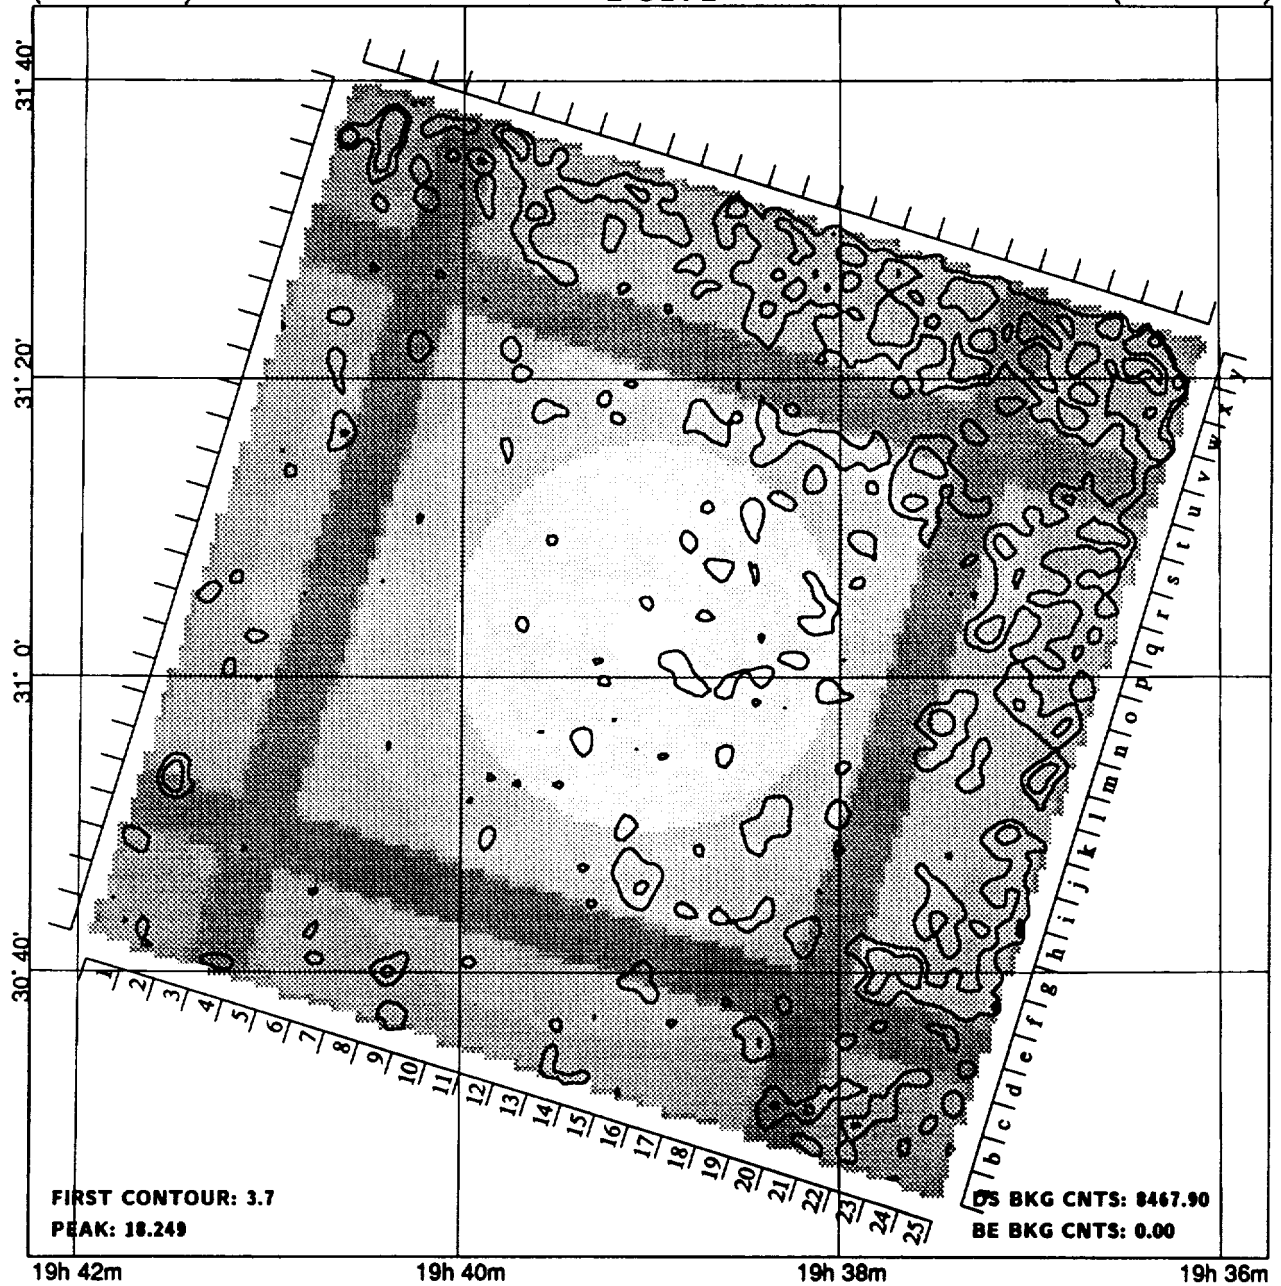 31° 40'
31° 20'
31° 0'
30° 40'
1 2 3 4 5 6 7 8 9 10 11 12 13 14 15 16 17 18 19 20 21 22 23 24 25
a b c d e f g h i j k l m n o p q r s t u v w x y
FIRST CONTOUR: 3.7
PEAK: 18.249
DS BKG CNTS: 8467.90
BE BKG CNTS: 0.00
19h 42m
19h 40m
19h 38m
19h 36m